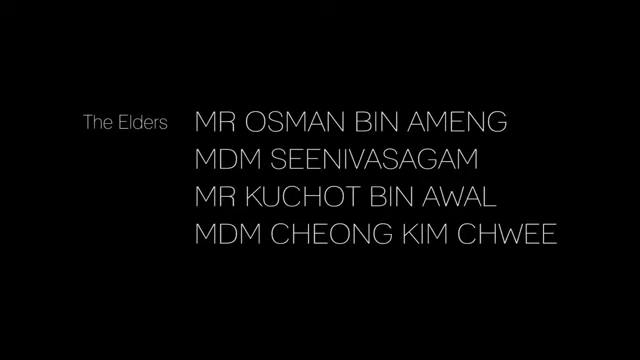 The Elders MR OSMAN BIN AMENG
MDM SEENIVASAGAM
MR KUCHOT BIN AWAL
MDM CHEONG KIM CHWEE